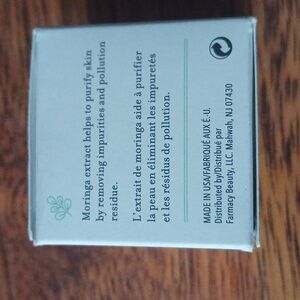 Moringa extract helps to purify skin
by removing impurities and pollution
residue.
L'extrait de moringa aide à purifier
la peau en éliminant les impuretés
et les résidus de pollution.
MADE IN USA/FABRIQUÉ AUX É.-U.
Distributed by/Distribué par
Farmacy Beauty, LLC. Mahwah, NJ 07430